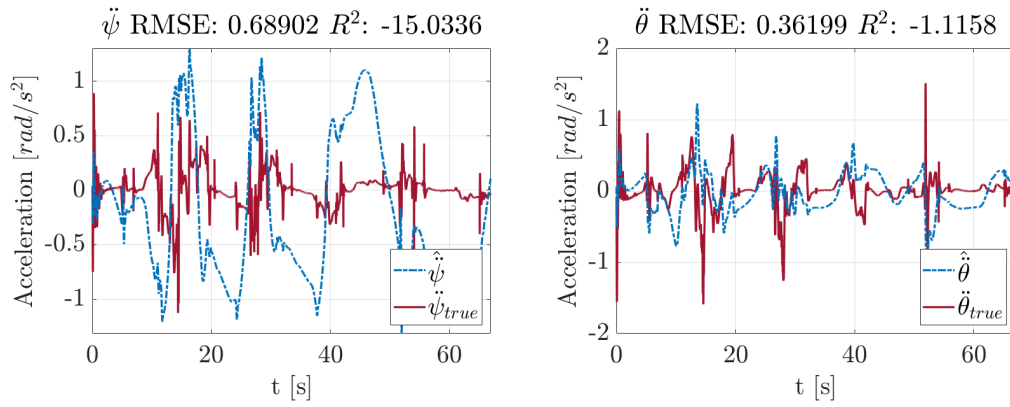 ψ̈ RMSE: 0.68902 R²: -15.0336
1
0.5
0
-0.5
-1
Acceleration [rad/s²]
0 20 40 60
t [s]
ψ̈̂
ψ̈_true
θ̈ RMSE: 0.36199 R²: -1.1158
2
1
0
-1
-2
Acceleration [rad/s²]
0 20 40 60
t [s]
θ̈̂
θ̈_true